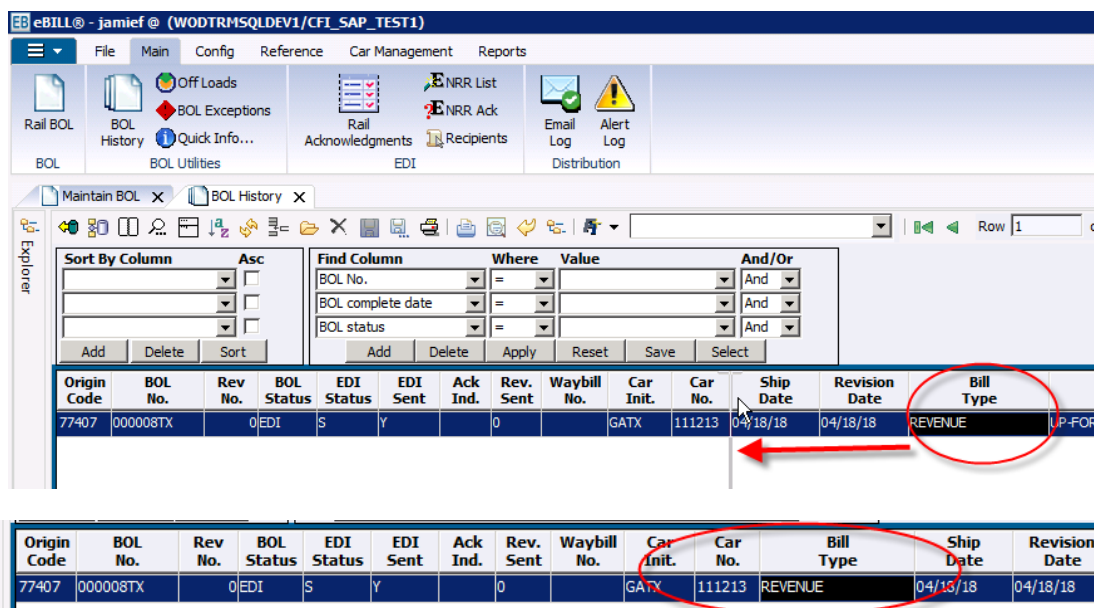 EB eBILL® - jamief @ (WODTRMSQLDEV1/CFI_SAP_TEST1)
File Main Config Reference Car Management Reports
Rail BOL
BOL History
Off Loads
BOL Exceptions
Quick Info...
Rail Acknowledgments
NRR List
NRR Ack
Recipients
Email Log
Alert Log
BOL BOL Utilities EDI Distribution
Maintain BOL X BOL History X
Explorer
Row 1
Sort By Column Asc Find Column Where Value And/Or
BOL No. = And
BOL complete date = And
BOL status = And
Add Delete Sort Add Delete Apply Reset Save Select
Origin Code BOL No. Rev No. BOL Status EDI Status EDI Sent Ack Ind. Rev. Sent Waybill No. Car Init. Car No. Ship Date Revision Date Bill Type
77407 000008TX 0 EDI S Y 0 GATX 111213 04/18/18 04/18/18 REVENUE UP-FOR
Origin Code BOL No. Rev No. BOL Status EDI Status EDI Sent Ack Ind. Rev. Sent Waybill No. Car Init. Car No. Bill Type Ship Date Revision Date
77407 000008TX 0 EDI S Y 0 GATX 111213 REVENUE 04/18/18 04/18/18